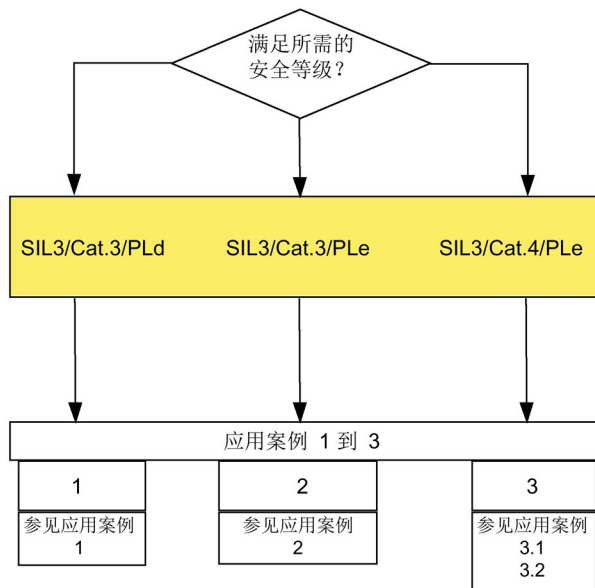 满足所需的
安全等级？
SIL3/Cat.3/PLd SIL3/Cat.3/PLe SIL3/Cat.4/PLe
应用案例 1 到 3
1 2 3
参见应用案例 参见应用案例 参见应用案例
1 2 3.1
3.2